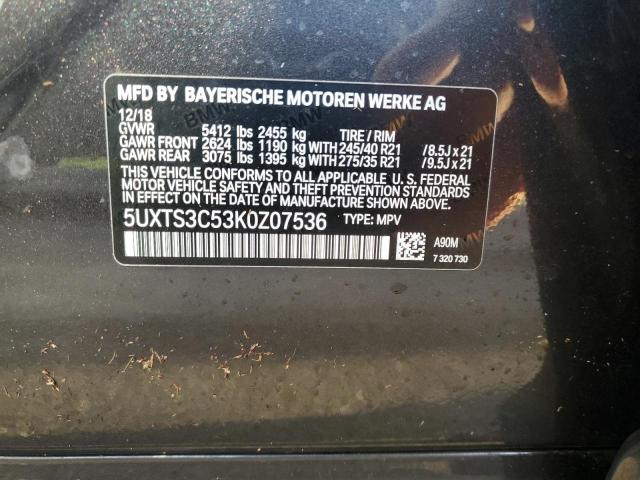 MFD BY BAYERISCHE MOTOREN WERKE AG
12/18
GVWR 5412 lbs 2455 kg TIRE / RIM
GAWR FRONT 2624 lbs 1190 kg WITH 245/40 R21 /8.5J x 21
GAWR REAR 3075 lbs 1395 kg WITH 275/35 R21 /9.5J x 21
THIS VEHICLE CONFORMS TO ALL APPLICABLE U. S. FEDERAL
MOTOR VEHICLE SAFETY AND THEFT PREVENTION STANDARDS
IN EFFECT ON THE DATE OF MANUFACTURE SHOWN ABOVE.
5UXTS3C53K0Z07536 TYPE: MPV
A90M
7 320 730